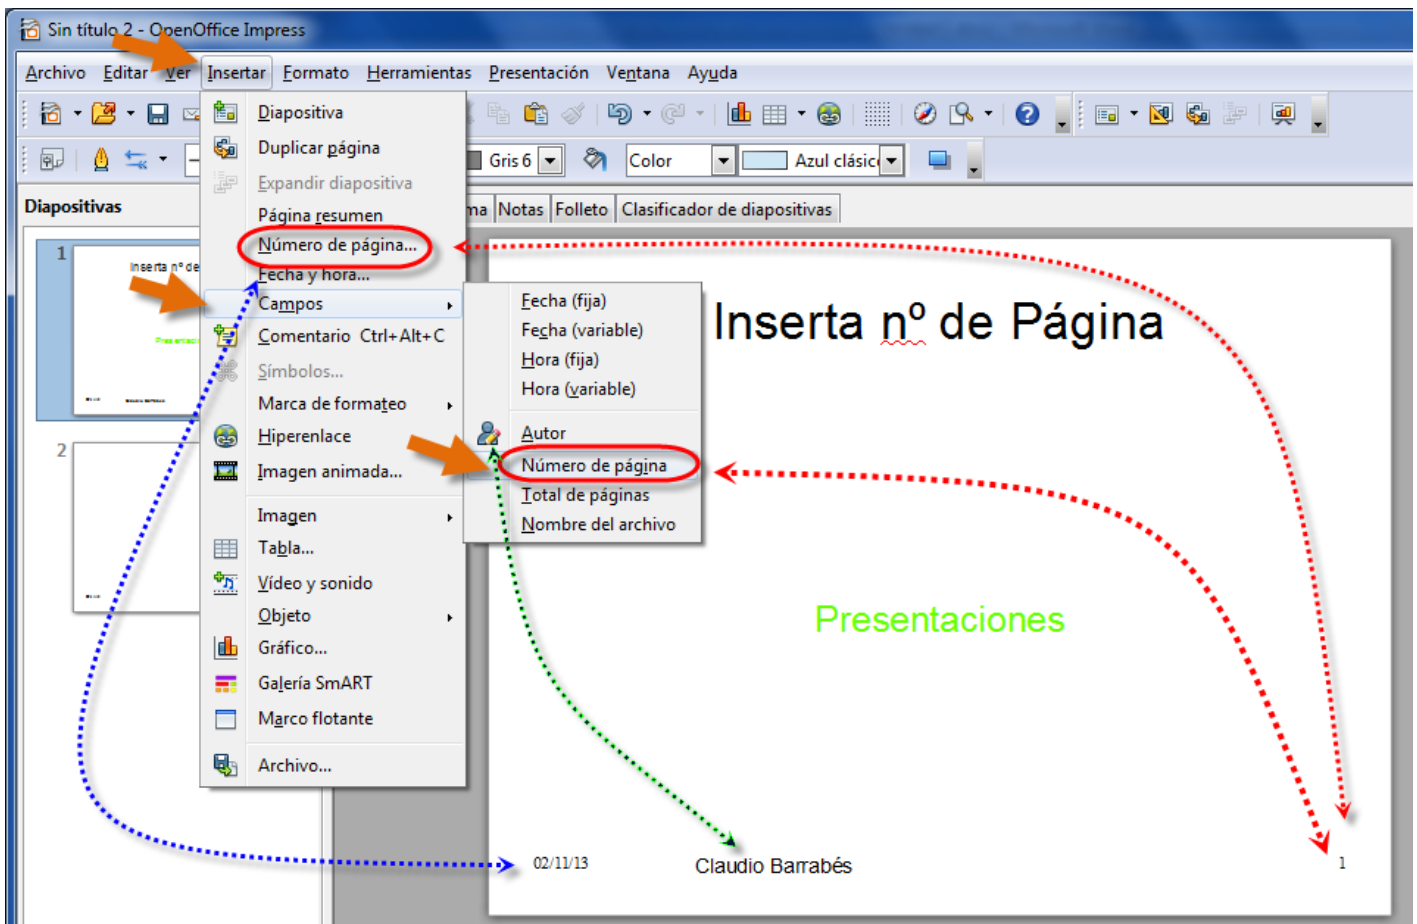 Sin título 2 - OpenOffice Impress
Archivo Editar Ver Insertar Formato Herramientas Presentación Ventana Ayuda
Gris 6 Color Azul clásic
Diapositivas
ma Notas Folleto Clasificador de diapositivas
Diapositiva
Duplicar página
Expandir diapositiva
Página resumen
Número de página...
Fecha y hora...
Campos
Comentario Ctrl+Alt+C
Símbolos...
Marca de formateo
Hiperenlace
Imagen animada...
Imagen
Tabla...
Vídeo y sonido
Objeto
Gráfico...
Galería SmART
Marco flotante
Archivo...
Fecha (fija)
Fecha (variable)
Hora (fija)
Hora (variable)
Autor
Número de página
Total de páginas
Nombre del archivo
1
Inserta nº de
2
Inserta nº de Página
Presentaciones
02/11/13 Claudio Barrabés 1